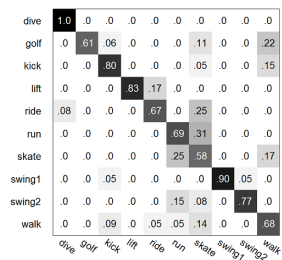 dive 1.0 .0 .0 .0 .0 .0 .0 .0 .0 .0
golf .0 .61 .06 .0 .0 .0 .11 .0 .0 .22
kick .0 .0 .80 .0 .0 .0 .05 .0 .0 .15
lift .0 .0 .0 .83 .17 .0 .0 .0 .0 .0
ride .08 .0 .0 .0 .67 .0 .25 .0 .0 .0
run .0 .0 .0 .0 .0 .69 .31 .0 .0 .0
skate .0 .0 .0 .0 .0 .25 .58 .0 .0 .17
swing1 .0 .0 .05 .0 .0 .0 .0 .90 .05 .0
swing2 .0 .0 .0 .0 .0 .15 .08 .0 .77 .0
walk .0 .0 .09 .0 .05 .05 .14 .0 .0 .68
dive golf kick lift ride run skate swing1 swing2 walk